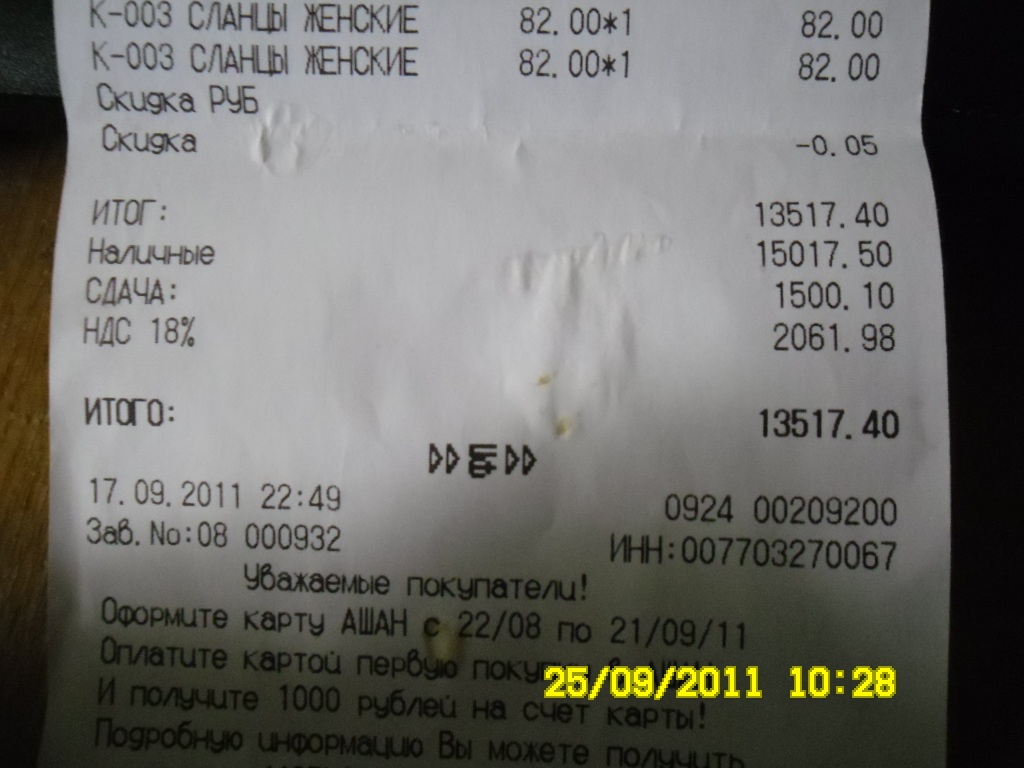 К-003 СЛАНЦЫ ЖЕНСКИЕ 82.00*1 82.00
К-003 СЛАНЦЫ ЖЕНСКИЕ 82.00*1 82.00
Скидка РУБ
Скидка -0.05
ИТОГ: 13517.40
Наличные 15017.50
СДАЧА: 1500.10
НДС 18% 2061.98
ИТОГО: 13517.40
17.09.2011 22:49 0924 00209200
Зав.No:08 000932 ИНН:007703270067
Уважаемые покупатели!
Оформите карту АШАН с 22/08 по 21/09/11
Оплатите картой первую
25/09/2011 10:28
И получите 1000 рублей на счет карты!
Подробную информацию Вы можете получить